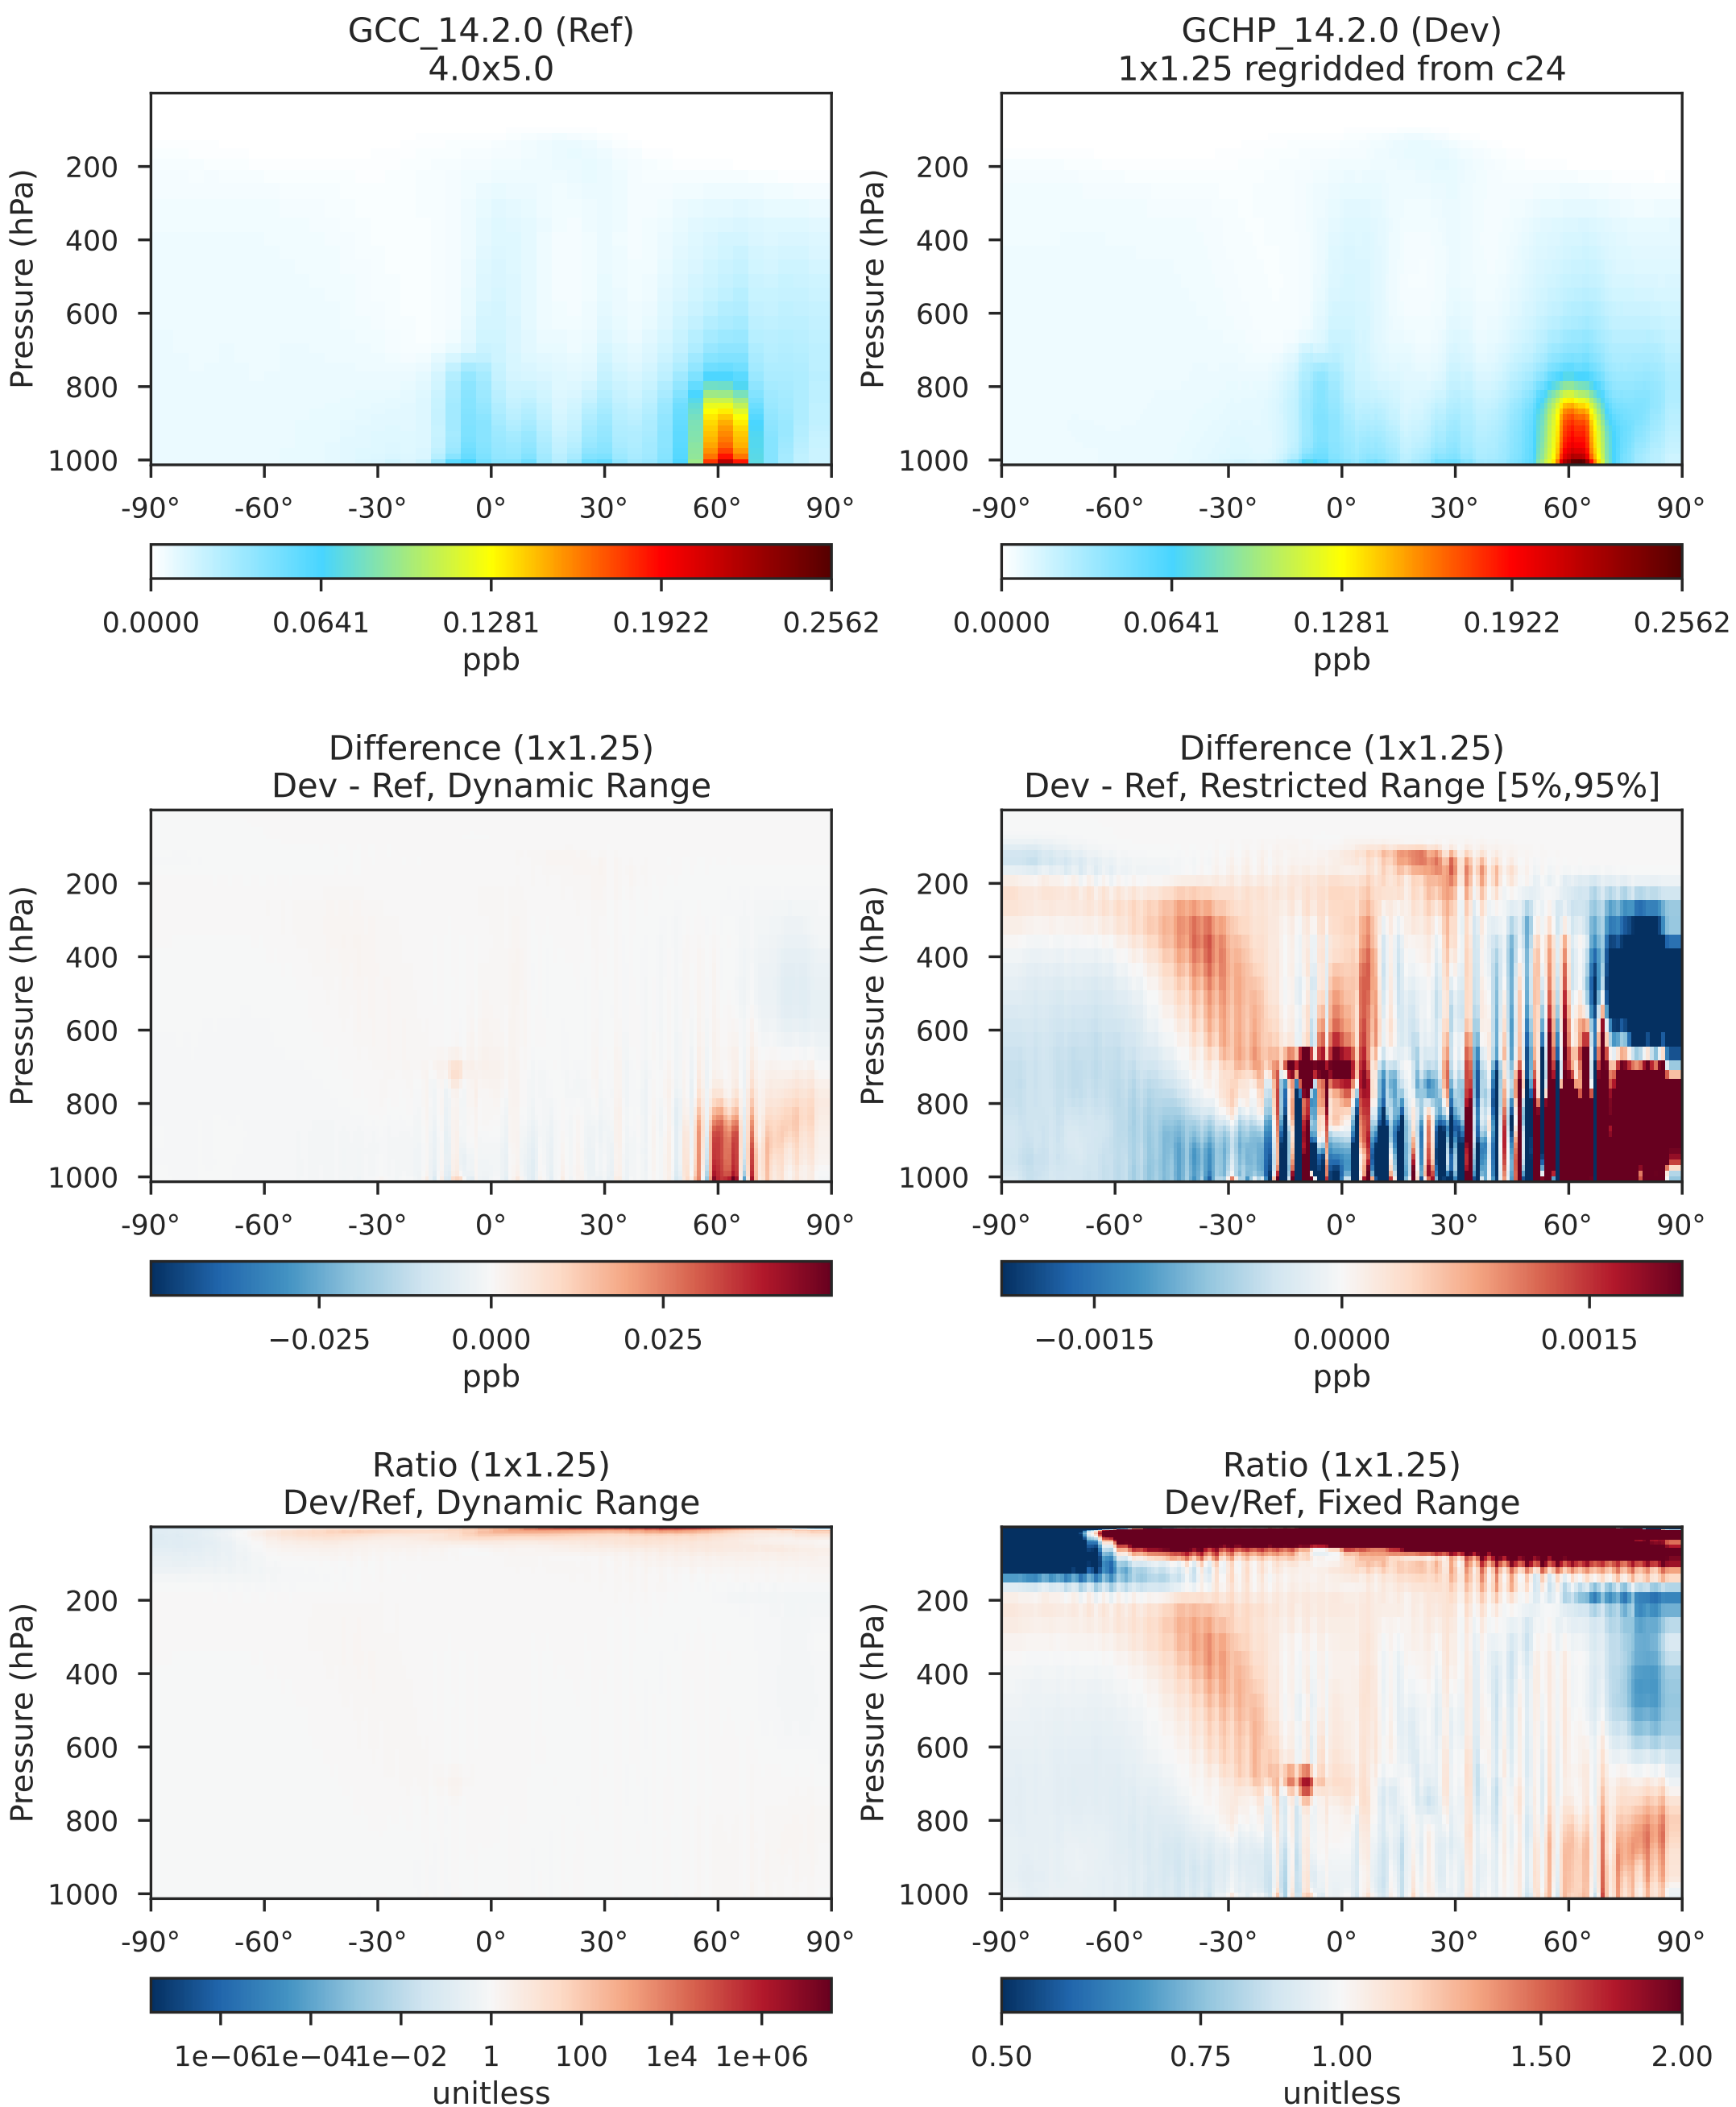 GCC_14.2.0 (Ref)
4.0x5.0
GCHP_14.2.0 (Dev)
1x1.25 regridded from c24
Pressure (hPa)
200
400
600
800
1000
-90° -60° -30° 0° 30° 60° 90°
0.0000 0.0641 0.1281 0.1922 0.2562
ppb
Pressure (hPa)
200
400
600
800
1000
-90° -60° -30° 0° 30° 60° 90°
0.0000 0.0641 0.1281 0.1922 0.2562
ppb
Difference (1x1.25)
Dev - Ref, Dynamic Range
Pressure (hPa)
200
400
600
800
1000
-90° -60° -30° 0° 30° 60° 90°
−0.025 0.000 0.025
ppb
Difference (1x1.25)
Dev - Ref, Restricted Range [5%,95%]
Pressure (hPa)
200
400
600
800
1000
-90° -60° -30° 0° 30° 60° 90°
−0.0015 0.0000 0.0015
ppb
Ratio (1x1.25)
Dev/Ref, Dynamic Range
Pressure (hPa)
200
400
600
800
1000
-90° -60° -30° 0° 30° 60° 90°
1e−06 1e−04 1e−02 1 100 1e+4 1e+06
unitless
Ratio (1x1.25)
Dev/Ref, Fixed Range
Pressure (hPa)
200
400
600
800
1000
-90° -60° -30° 0° 30° 60° 90°
0.50 0.75 1.00 1.50 2.00
unitless